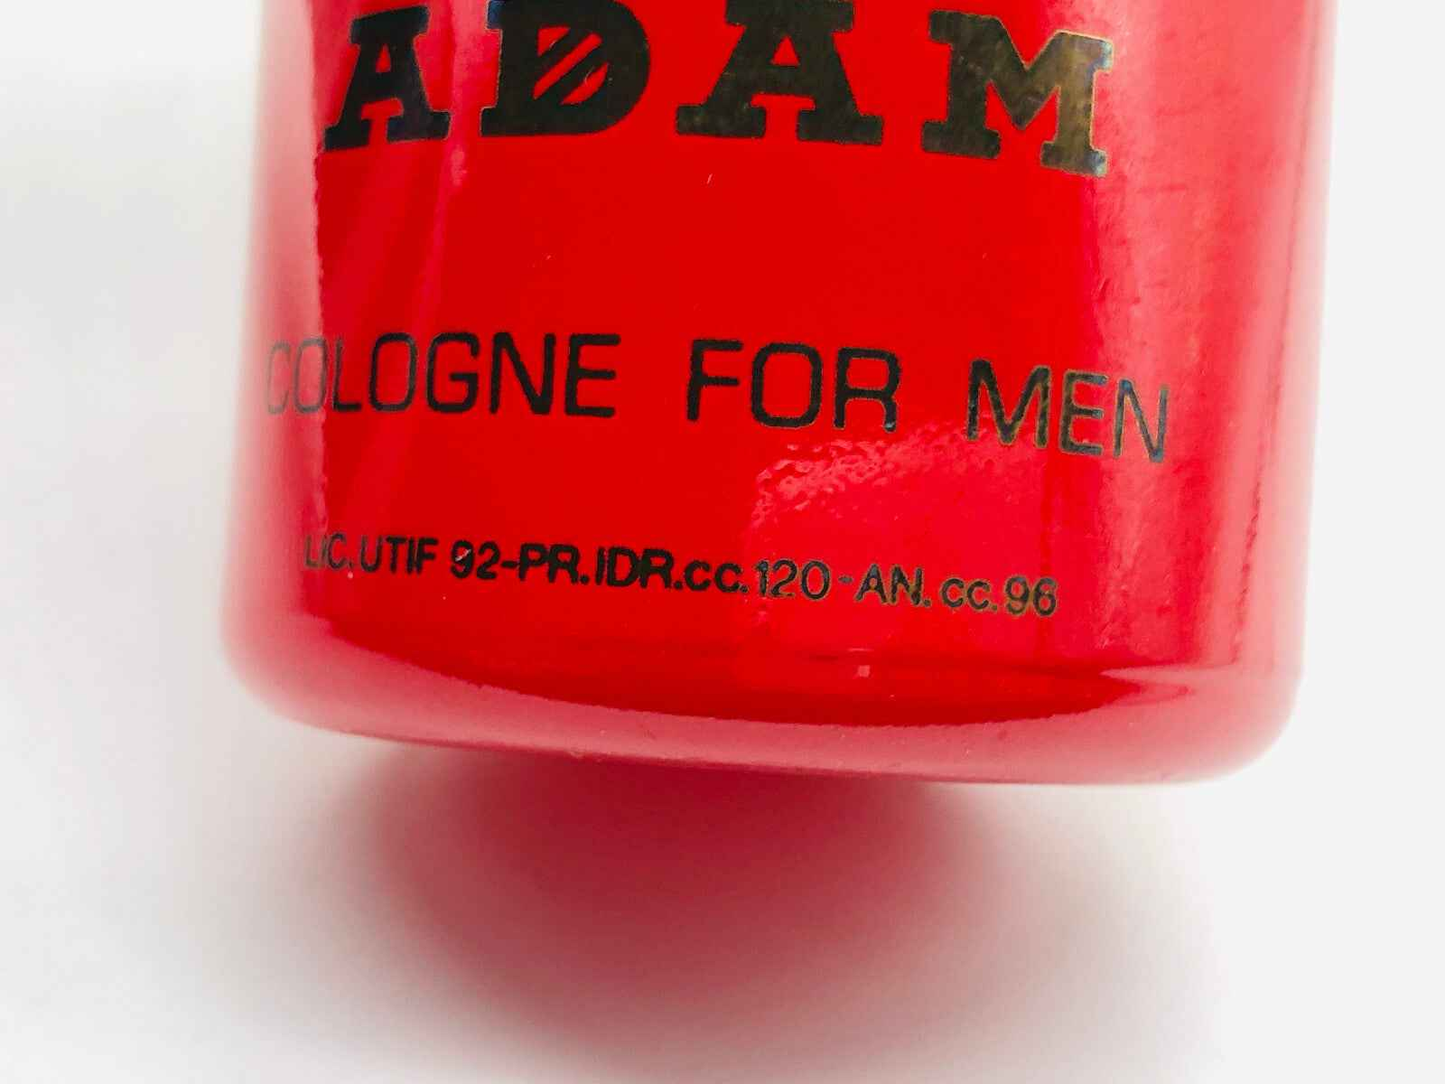 ADAM
COLOGNE FOR MEN
LIC.UTIF 92-PR.IDR.cc.120-AN.cc.96